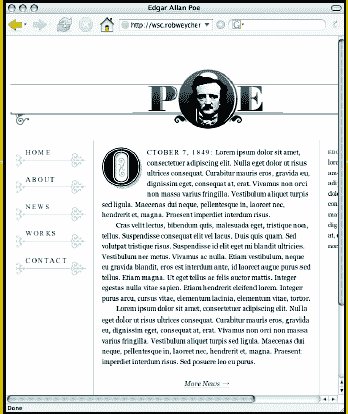 Edgar Allan Poe
http://wsc.robweycher
P E
HOME
ABOUT
NEWS
WORKS
CONTACT
OCTOBER 7, 1849: Lorem ipsum dolor sit amet,
consectetuer adipiscing elit. Nulla eget dolor ut risus
ultrices consequat. Curabitur mauris eros, gravida eu,
dignissim eget, consequat at, erat. Vivamus non orci
non massa varius fringilla. Vestibulum aliquet turpis
sed ligula. Maecenas dui neque, pellentesque in, laoreet nec,
hendrerit et, magna. Praesent imperdiet interdum risus.
Cras velit lectus, bibendum quis, malesuada eget, tristique non,
tellus. Suspendisse consequat elit vel lacus. Duis quis quam. Sed
volutpat tristique risus. Suspendisse id elit eget mi blandit ultricies.
Vestibulum nec metus. Vivamus ac nulla. Etiam vestibulum, neque
eu gravida blandit, eros est interdum ante, id laoreet augue purus sed
tellus. Etiam magna. Ut eget tellus ac felis auctor mattis. Integer
egestas nulla vitae sapien. Etiam hendrerit eleifend lorem. Integer
purus arcu, cursus vitae, elementum lacinia, elementum vitae, tortor.
Lorem ipsum dolor sit amet, consectetuer adipiscing elit. Nulla
eget dolor ut risus ultrices consequat. Curabitur mauris eros, gravida
eu, dignissim eget, consequat at, erat. Vivamus non orci non massa
varius fringilla. Vestibulum aliquet turpis sed ligula. Maecenas dui
neque, pellentesque in, laoreet nec, hendrerit et, magna. Praesent
imperdiet interdum risus. Sed posuere leo eu purus.
More News →
Done